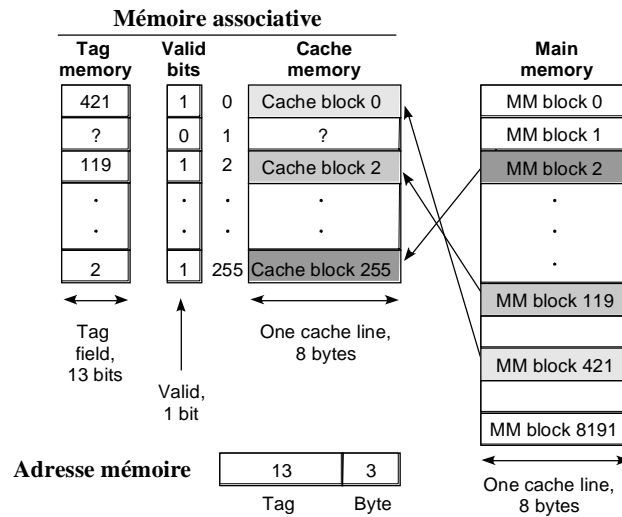 Mémoire associative
Tag memory
Valid bits
Cache memory
Main memory
421 1 0 Cache block 0
MM block 0
? 0 1 ?
MM block 1
119 1 2 Cache block 2
MM block 2
2 1 255 Cache block 255
MM block 119
MM block 421
MM block 8191
Tag field, 13 bits
Valid, 1 bit
One cache line, 8 bytes
Adresse mémoire
13 3
Tag Byte
One cache line, 8 bytes